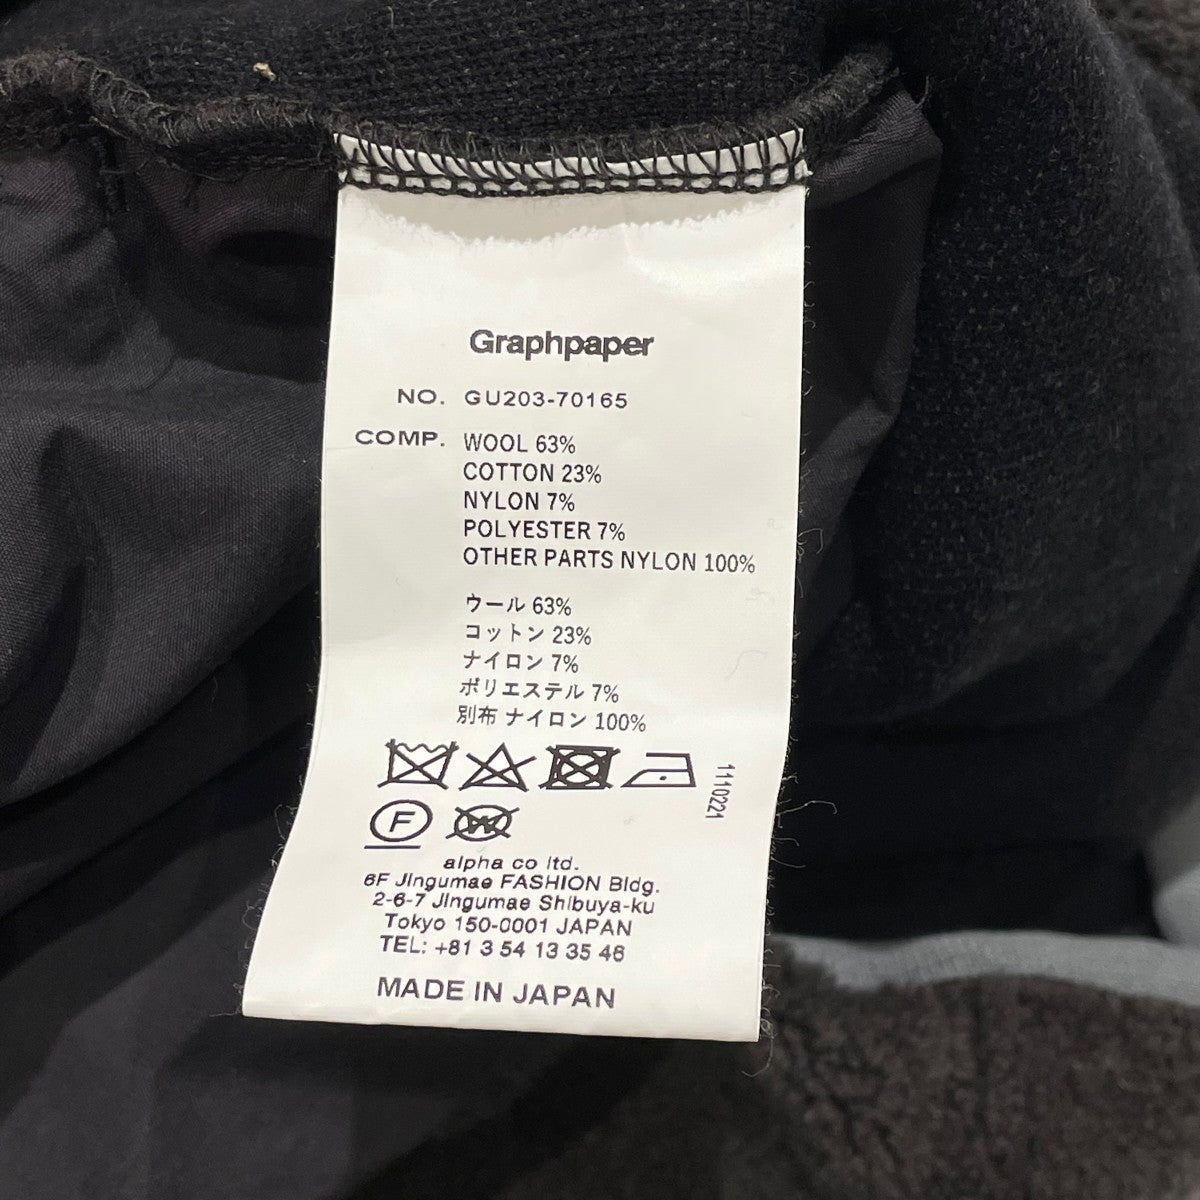 Graphpaper
NO. GU203-70165
COMP. WOOL 63%
COTTON 23%
NYLON 7%
POLYESTER 7%
OTHER PARTS NYLON 100%
ウール 63%
コットン 23%
ナイロン 7%
ポリエステル 7%
別布 ナイロン 100%
1110221
F
W
alpha co ltd.
6F Jingumae FASHION Bldg.
2-6-7 Jingumae Shibuya-ku
Tokyo 150-0001 JAPAN
TEL: +81 3 54 13 35 46
MADE IN JAPAN